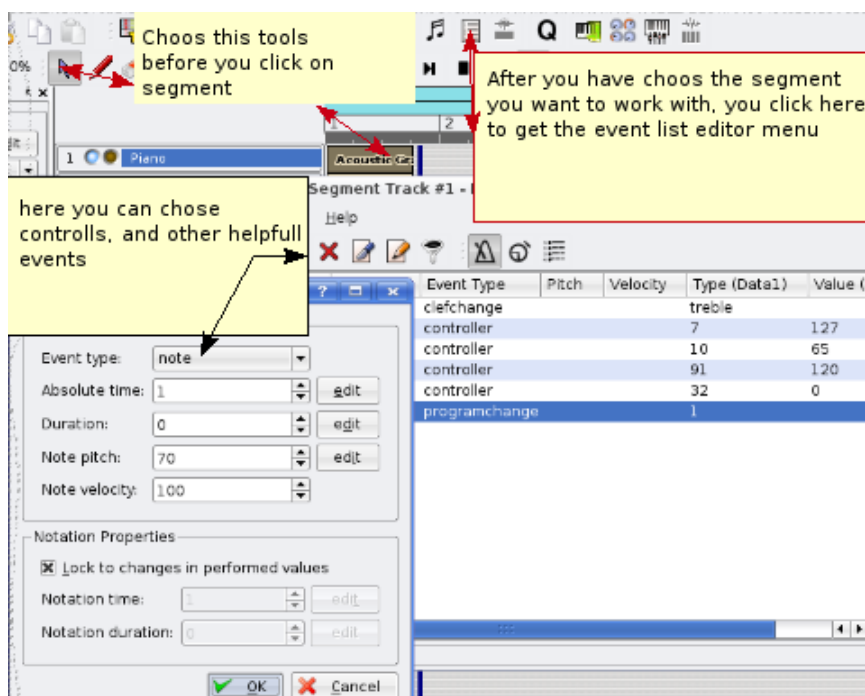 Choos this tools
before you click on
segment
0%
After you have choos the segment
you want to work with, you click here
to get the event list editor menu
1 2
1 Piano
Acoustic Gr
Segment Track #1 -
Help
here you can chose
controlls, and other helpfull
events
Event Type Pitch Velocity Type (Data1) Value (
clefchange treble
controller 7 127
controller 10 65
controller 91 120
controller 32 0
programchange 1
Event type: note
Absolute time: 1 edit
Duration: 0 edit
Note pitch: 70 edit
Note velocity: 100
Notation Properties
Lock to changes in performed values
Notation time: 1 edit
Notation duration: 0 edit
OK Cancel